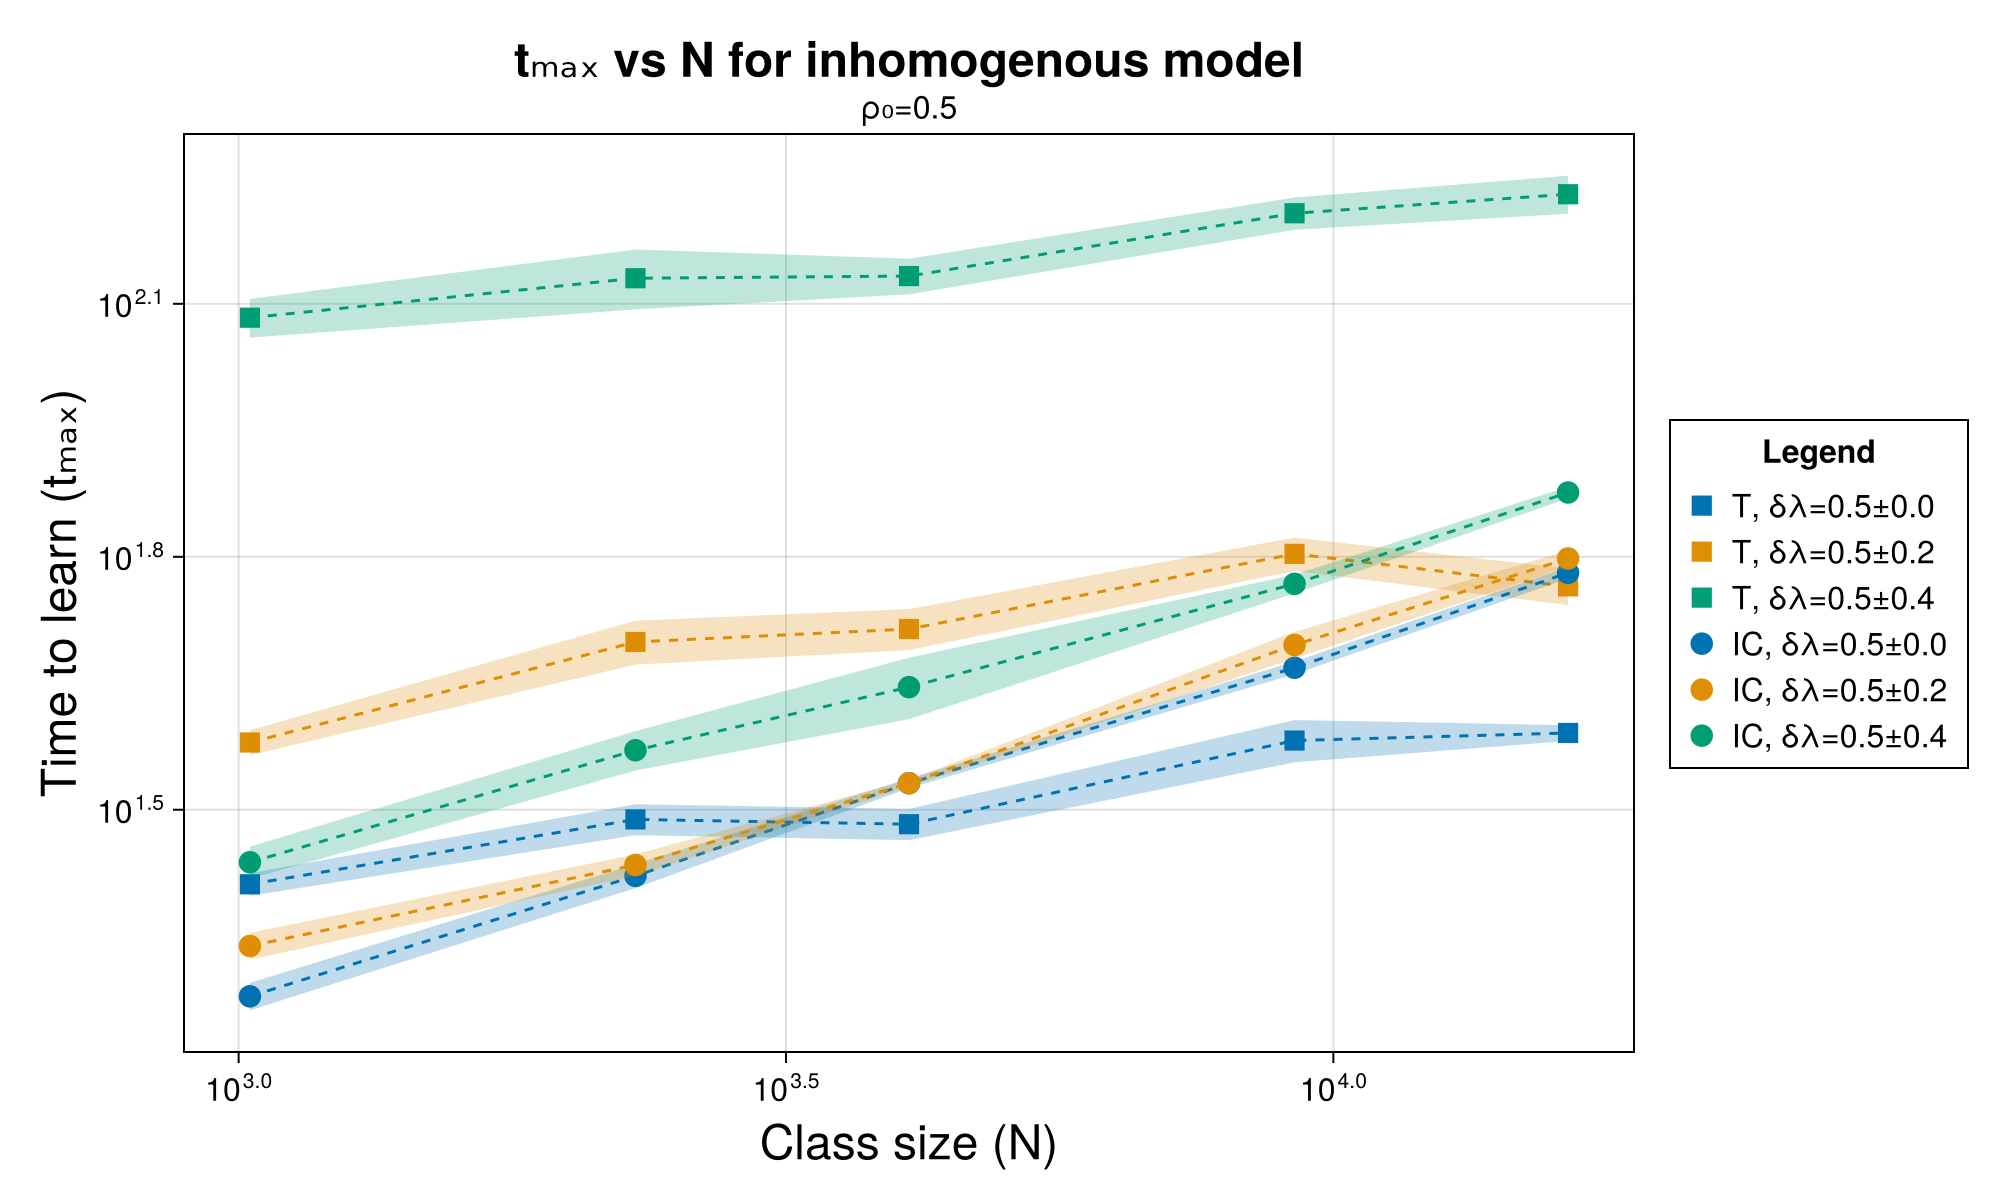 tₘₐₓ vs N for inhomogenous model
ρ₀=0.5
Time to learn (tₘₐₓ)
10^2.1
10^1.8
10^1.5
10^3.0
10^3.5
10^4.0
Class size (N)
Legend
T, δλ=0.5±0.0
T, δλ=0.5±0.2
T, δλ=0.5±0.4
IC, δλ=0.5±0.0
IC, δλ=0.5±0.2
IC, δλ=0.5±0.4